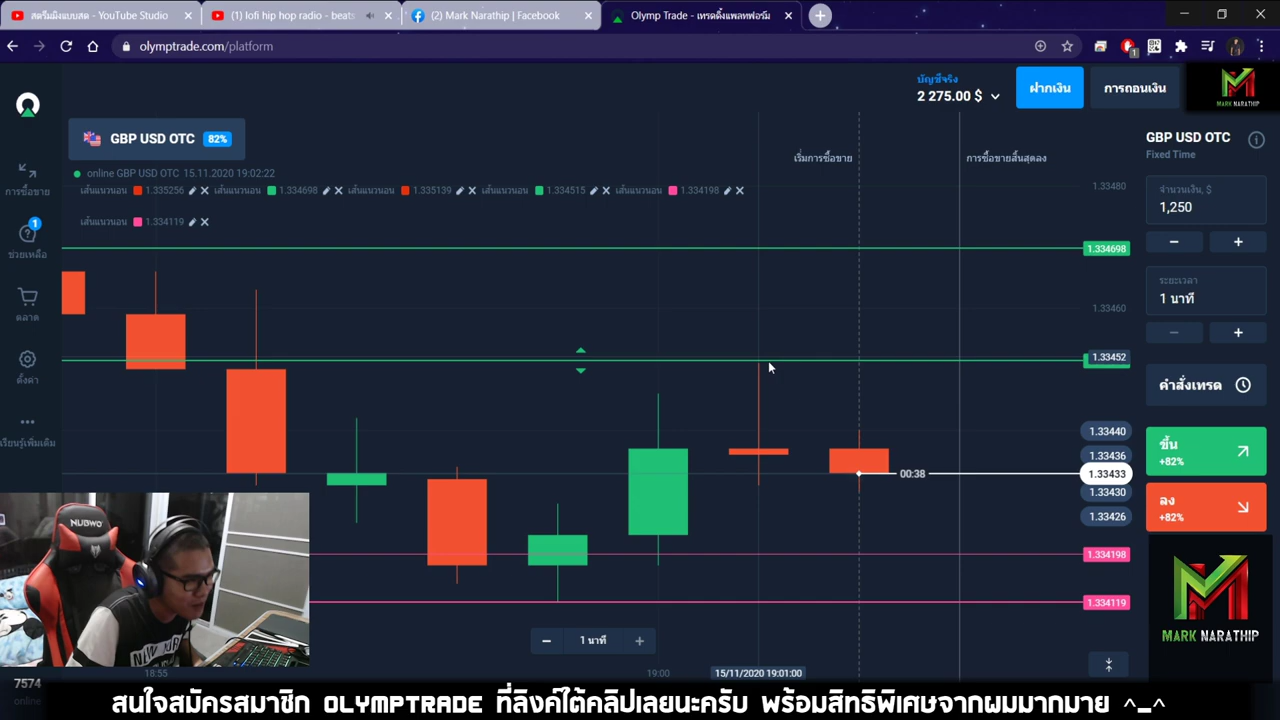 สตรีมมิงแบบสด - YouTube Studio
(1) lofi hip hop radio - beats
(2) Mark Narathip | Facebook
Olymp Trade - เทรดดิ้งแพลทฟอร์ม
olymptrade.com/platform
1
บัญชีจริง
2 275.00 $
ฝากเงิน
การถอนเงิน
MARK NARATHIP
GBP USD OTC 82%
online GBP USD OTC 15.11.2020 19:02:22
เส้นแนวนอน 1.335256 เส้นแนวนอน 1.334698 เส้นแนวนอน 1.335139 เส้นแนวนอน 1.334515 เส้นแนวนอน 1.334198
เส้นแนวนอน 1.334119
เริ่มการซื้อขาย
การซื้อขายสิ้นสุดลง
การซื้อขาย
1
ช่วยเหลือ
ตลาด
ตั้งค่า
เรียนรู้เพิ่มเติม
7574
online
1.33480
1.334698
1.33460
1.33452
1.33440
1.33436
00:38
1.33433
1.33430
1.33426
1.334198
1.334119
GBP USD OTC
Fixed Time
จำนวนเงิน, $
1,250
− +
ระยะเวลา
1 นาที
− +
คำสั่งเทรด
ขึ้น
+82%
ลง
+82%
MARK NARATHIP
NUBWO
− 1 นาที +
18:55
19:00
15/11/2020 19:01:00
สนใจสมัครสมาชิก OLYMPTRADE ที่ลิงค์ใต้คลิปเลยนะครับ พร้อมสิทธิพิเศษจากผมมากมาย ^_^